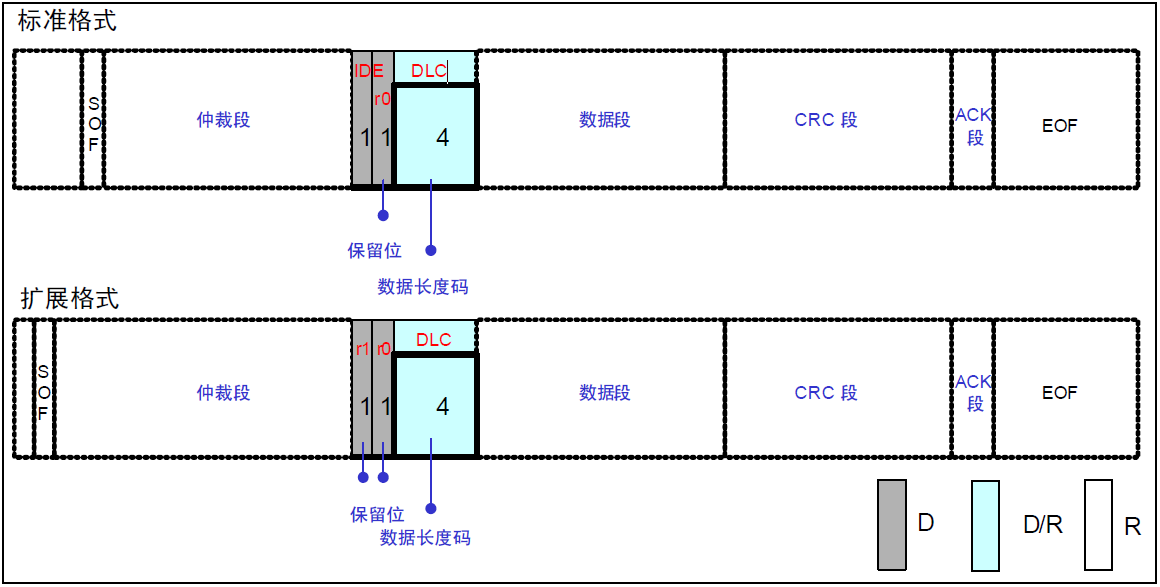 标准格式
SOF
仲裁段
IDE
r0
1
1
DLC
4
数据段
CRC 段
ACK
段
EOF
保留位
数据长度码
扩展格式
SOF
仲裁段
r1
r0
1
1
DLC
4
数据段
CRC 段
ACK
段
EOF
保留位
数据长度码
D
D/R
R